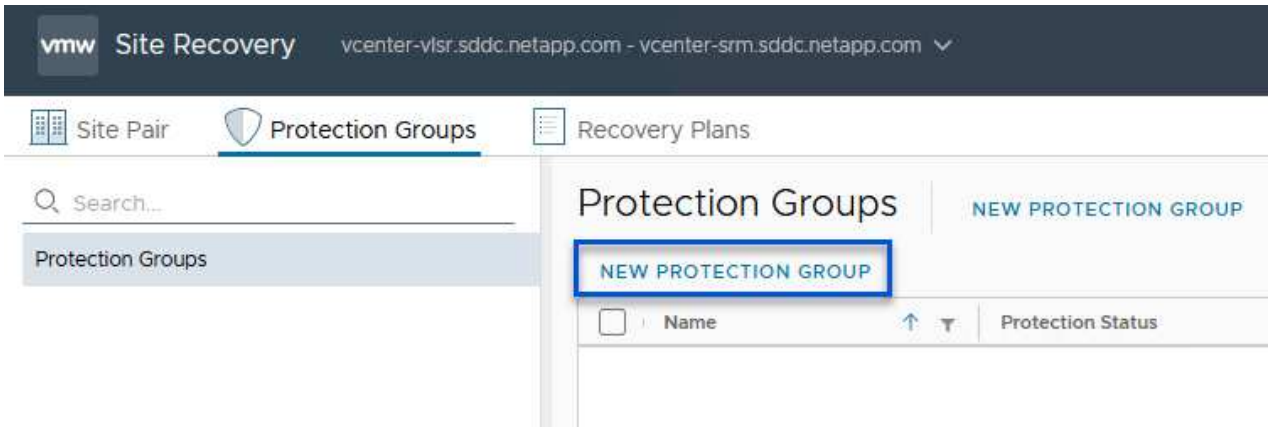 vmw Site Recovery vcenter-vlsr.sddc.netapp.com - vcenter-srm.sddc.netapp.com
Site Pair Protection Groups Recovery Plans
Search...
Protection Groups
Protection Groups NEW PROTECTION GROUP
NEW PROTECTION GROUP
Name Protection Status